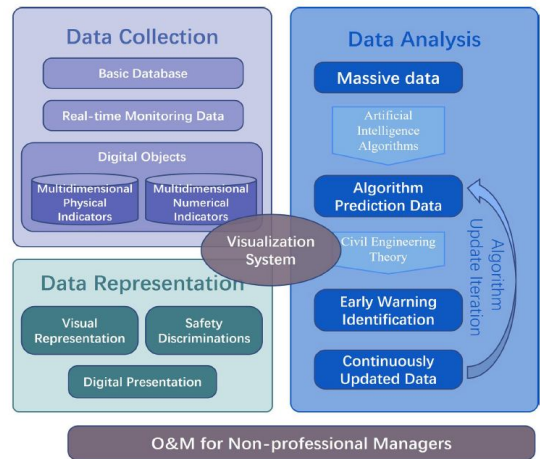 Data Collection
Basic Database
Real-time Monitoring Data
Digital Objects
Multidimensional
Physical
Indicators
Multidimensional
Numerical
Indicators
Data Representation
Visual
Representation
Safety
Discriminations
Digital Presentation
Visualization
System
Data Analysis
Massive data
Artificial
Intelligence
Algorithms
Algorithm
Prediction Data
Civil Engineering
Theory
Early Warning
Identification
Continuously
Updated Data
Algorithm
Update Iteration
O&M for Non-professional Managers